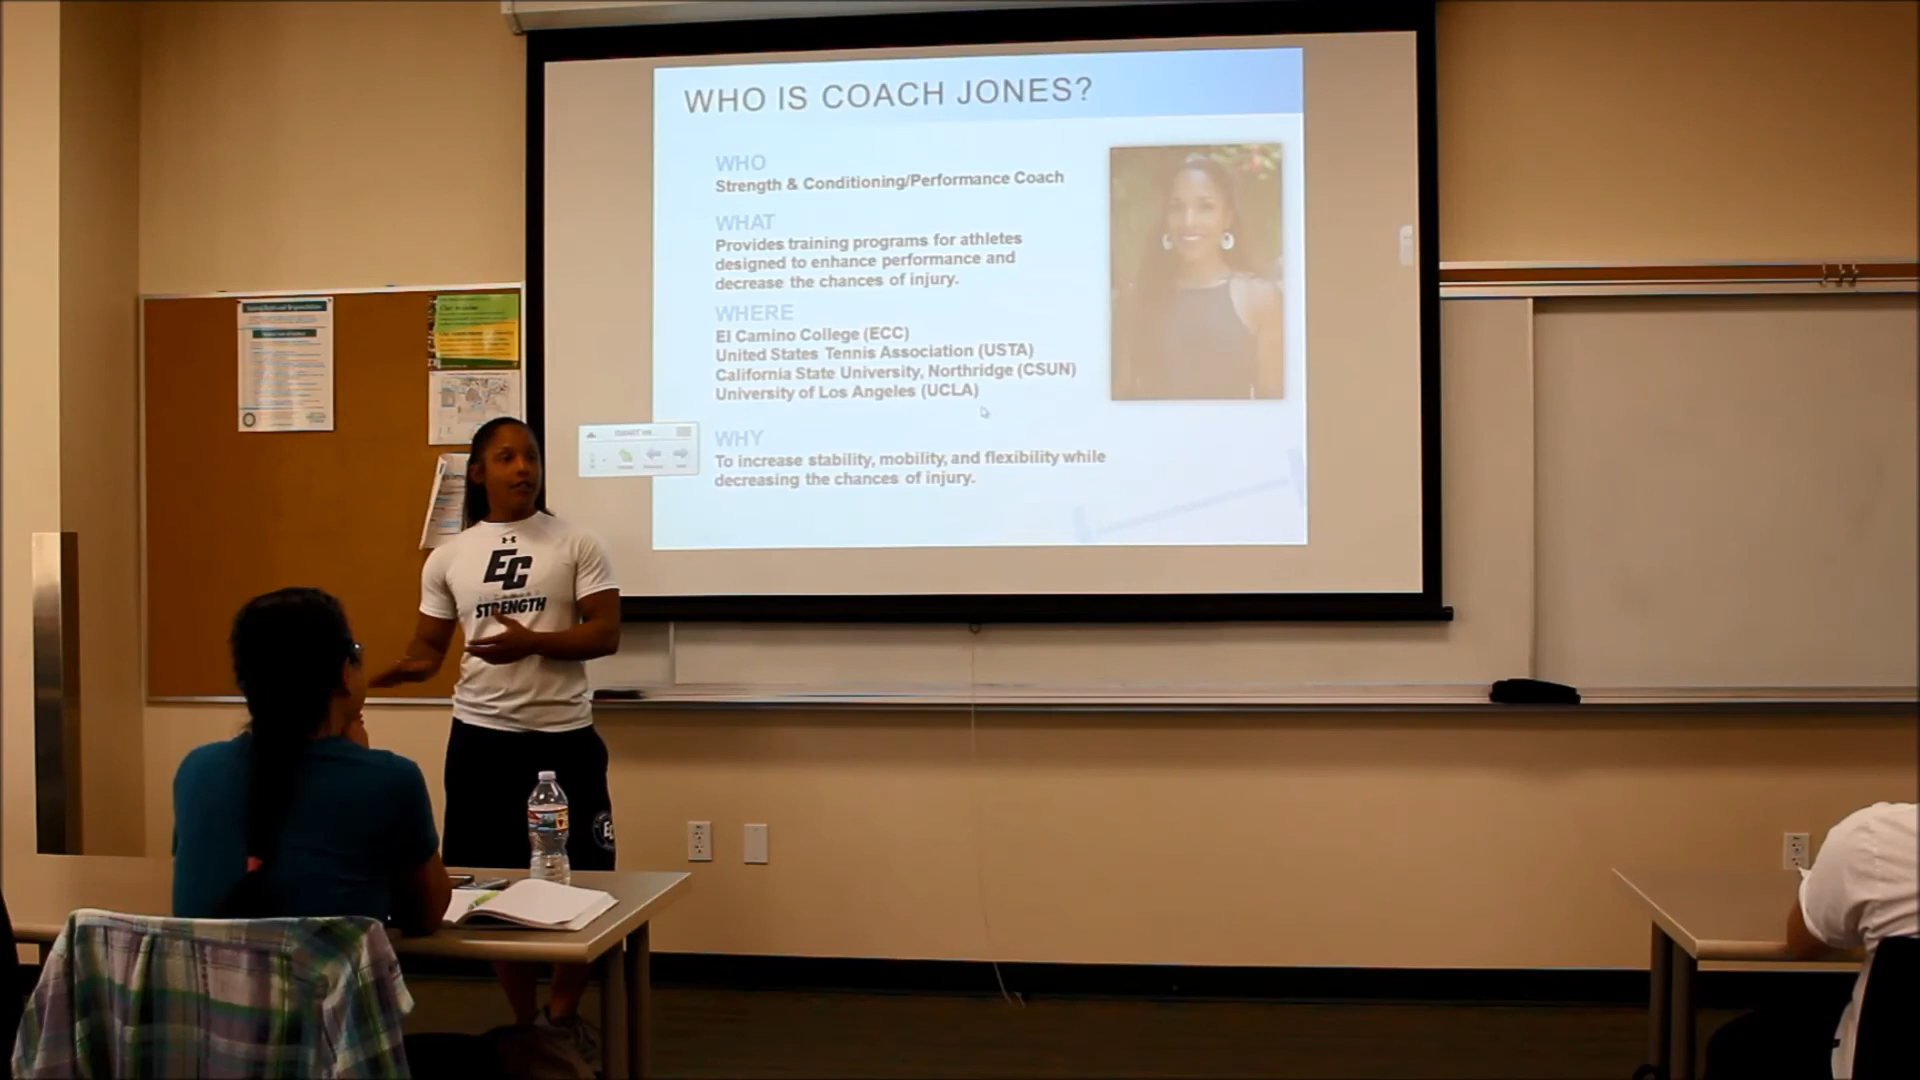 WHO IS COACH JONES?
WHO
Strength & Conditioning/Performance Coach
WHAT
Provides training programs for athletes
designed to enhance performance and
decrease the chances of injury.
WHERE
El Camino College (ECC)
United States Tennis Association (USTA)
California State University, Northridge (CSUN)
University of Los Angeles (UCLA)
WHY
To increase stability, mobility, and flexibility while
decreasing the chances of injury.
EC
STRENGTH